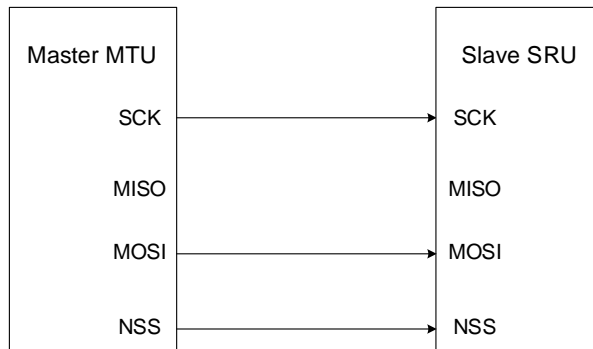 Master MTU
SCK
MISO
MOSI
NSS
Slave SRU
SCK
MISO
MOSI
NSS